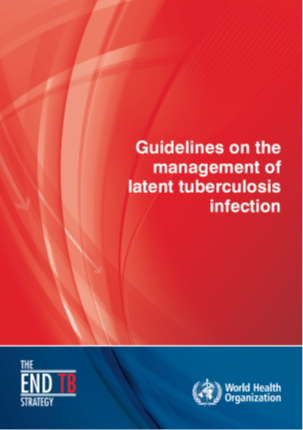 Guidelines on the
management of
latent tuberculosis
infection
THE
END TB
STRATEGY
World Health
Organization